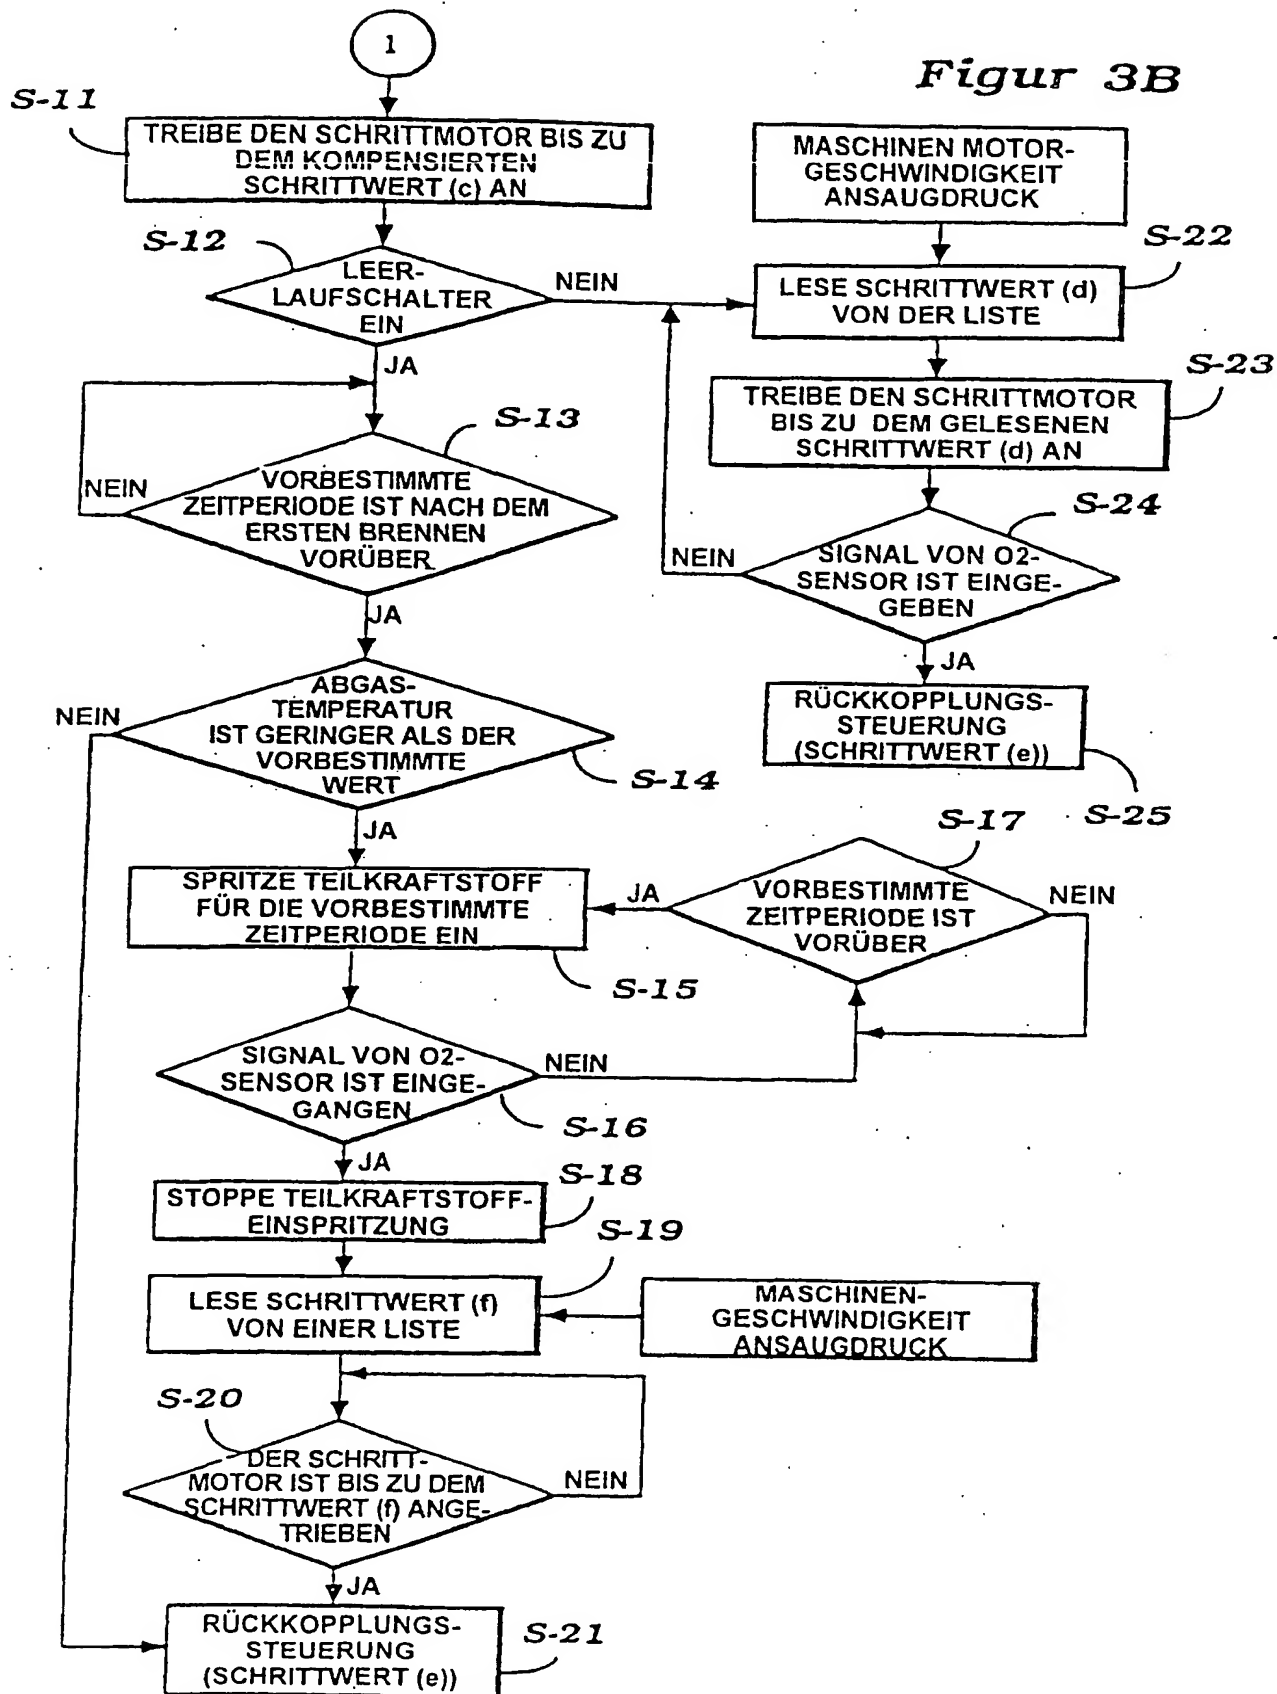 1
Figur 3B
S-11
TREIBE DEN SCHRITTMOTOR BIS ZU
DEM KOMPENSIERTEN
SCHRITTWERT (c) AN
MASCHINEN MOTOR-
GESCHWINDIGKEIT
ANSAUGDRUCK
S-12
LEER-
LAUFSCHALTER
EIN
NEIN
JA
S-22
LESE SCHRITTWERT (d)
VON DER LISTE
S-23
TREIBE DEN SCHRITTMOTOR
BIS ZU DEM GELESENEN
SCHRITTWERT (d) AN
S-13
NEIN
VORBESTIMMTE
ZEITPERIODE IST NACH DEM
ERSTEN BRENNEN
VORÜBER
JA
S-24
NEIN
SIGNAL VON O2-
SENSOR IST EINGE-
GEBEN
JA
RÜCKKOPPLUNGS-
STEUERUNG
(SCHRITTWERT (e))
S-25
NEIN
ABGAS-
TEMPERATUR
IST GERINGER ALS DER
VORBESTIMMTE
WERT
S-14
JA
S-17
JA
VORBESTIMMTE
ZEITPERIODE IST
VORÜBER
NEIN
SPRITZE TEILKRAFTSTOFF
FÜR DIE VORBESTIMMTE
ZEITPERIODE EIN
S-15
SIGNAL VON O2-
SENSOR IST EINGE-
GANGEN
NEIN
S-16
JA
S-18
STOPPE TEILKRAFTSTOFF-
EINSPRITZUNG
S-19
LESE SCHRITTWERT (f)
VON EINER LISTE
MASCHINEN-
GESCHWINDIGKEIT
ANSAUGDRUCK
S-20
DER SCHRITT-
MOTOR IST BIS ZU DEM
SCHRITTWERT (f) ANGE-
TRIEBEN
NEIN
JA
RÜCKKOPPLUNGS-
STEUERUNG
(SCHRITTWERT (e))
S-21